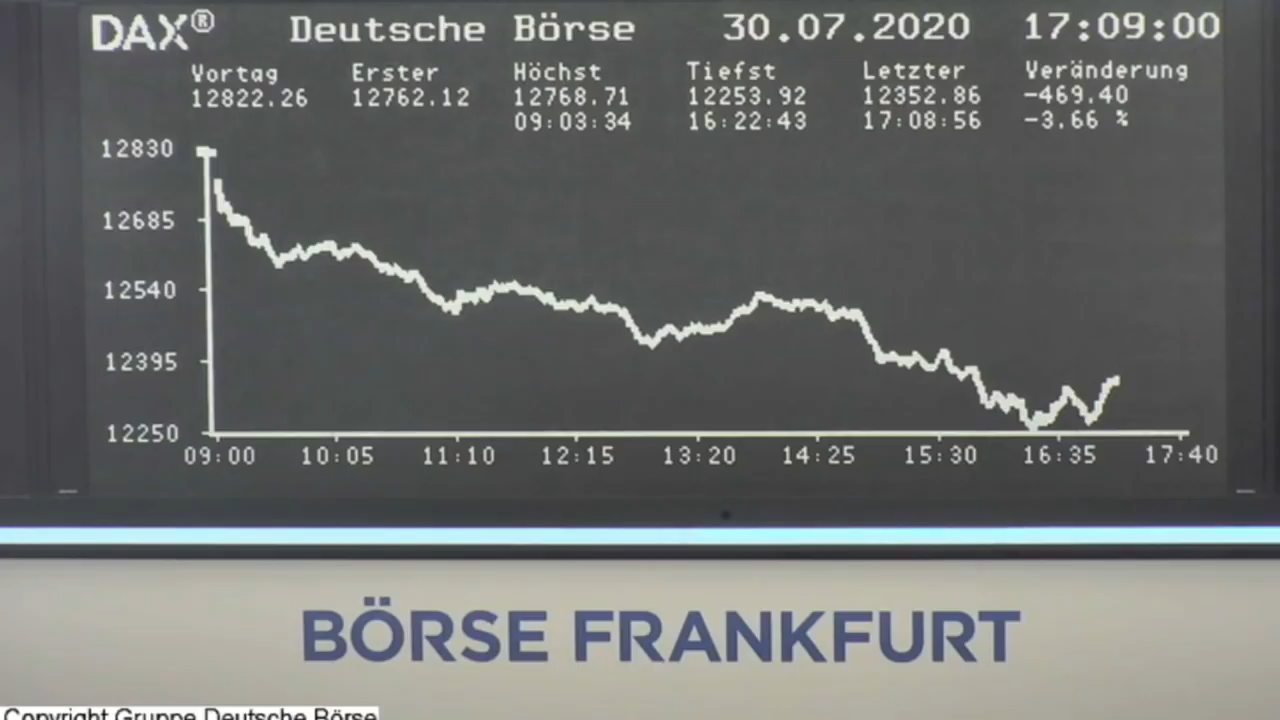 DAX® Deutsche Börse 30.07.2020 17:09:00
Vortag Erster Höchst Tiefst Letzter Veränderung
12822.26 12762.12 12768.71 12253.92 12352.86 -469.40
09:03:34 16:22:43 17:08:56 -3.66 %
12830
12685
12540
12395
12250
09:00 10:05 11:10 12:15 13:20 14:25 15:30 16:35 17:40
BÖRSE FRANKFURT
Copyright Gruppe Deutsche Börse